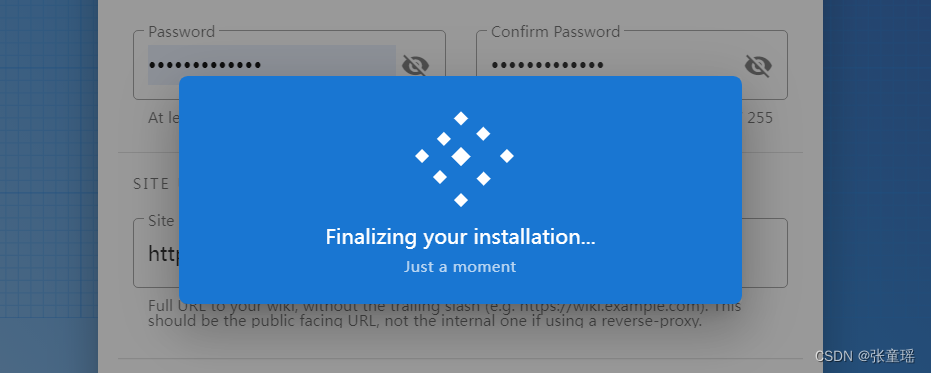 Password
Confirm Password
•••••••••••••
•••••••••••••
At le
255
SITE
Site
http
Finalizing your installation...
Just a moment
Full URL to your wiki, without the trailing slash (e.g. https://wiki.example.com). This
should be the public facing URL, not the internal one if using a reverse-proxy.
CSDN @张童瑶